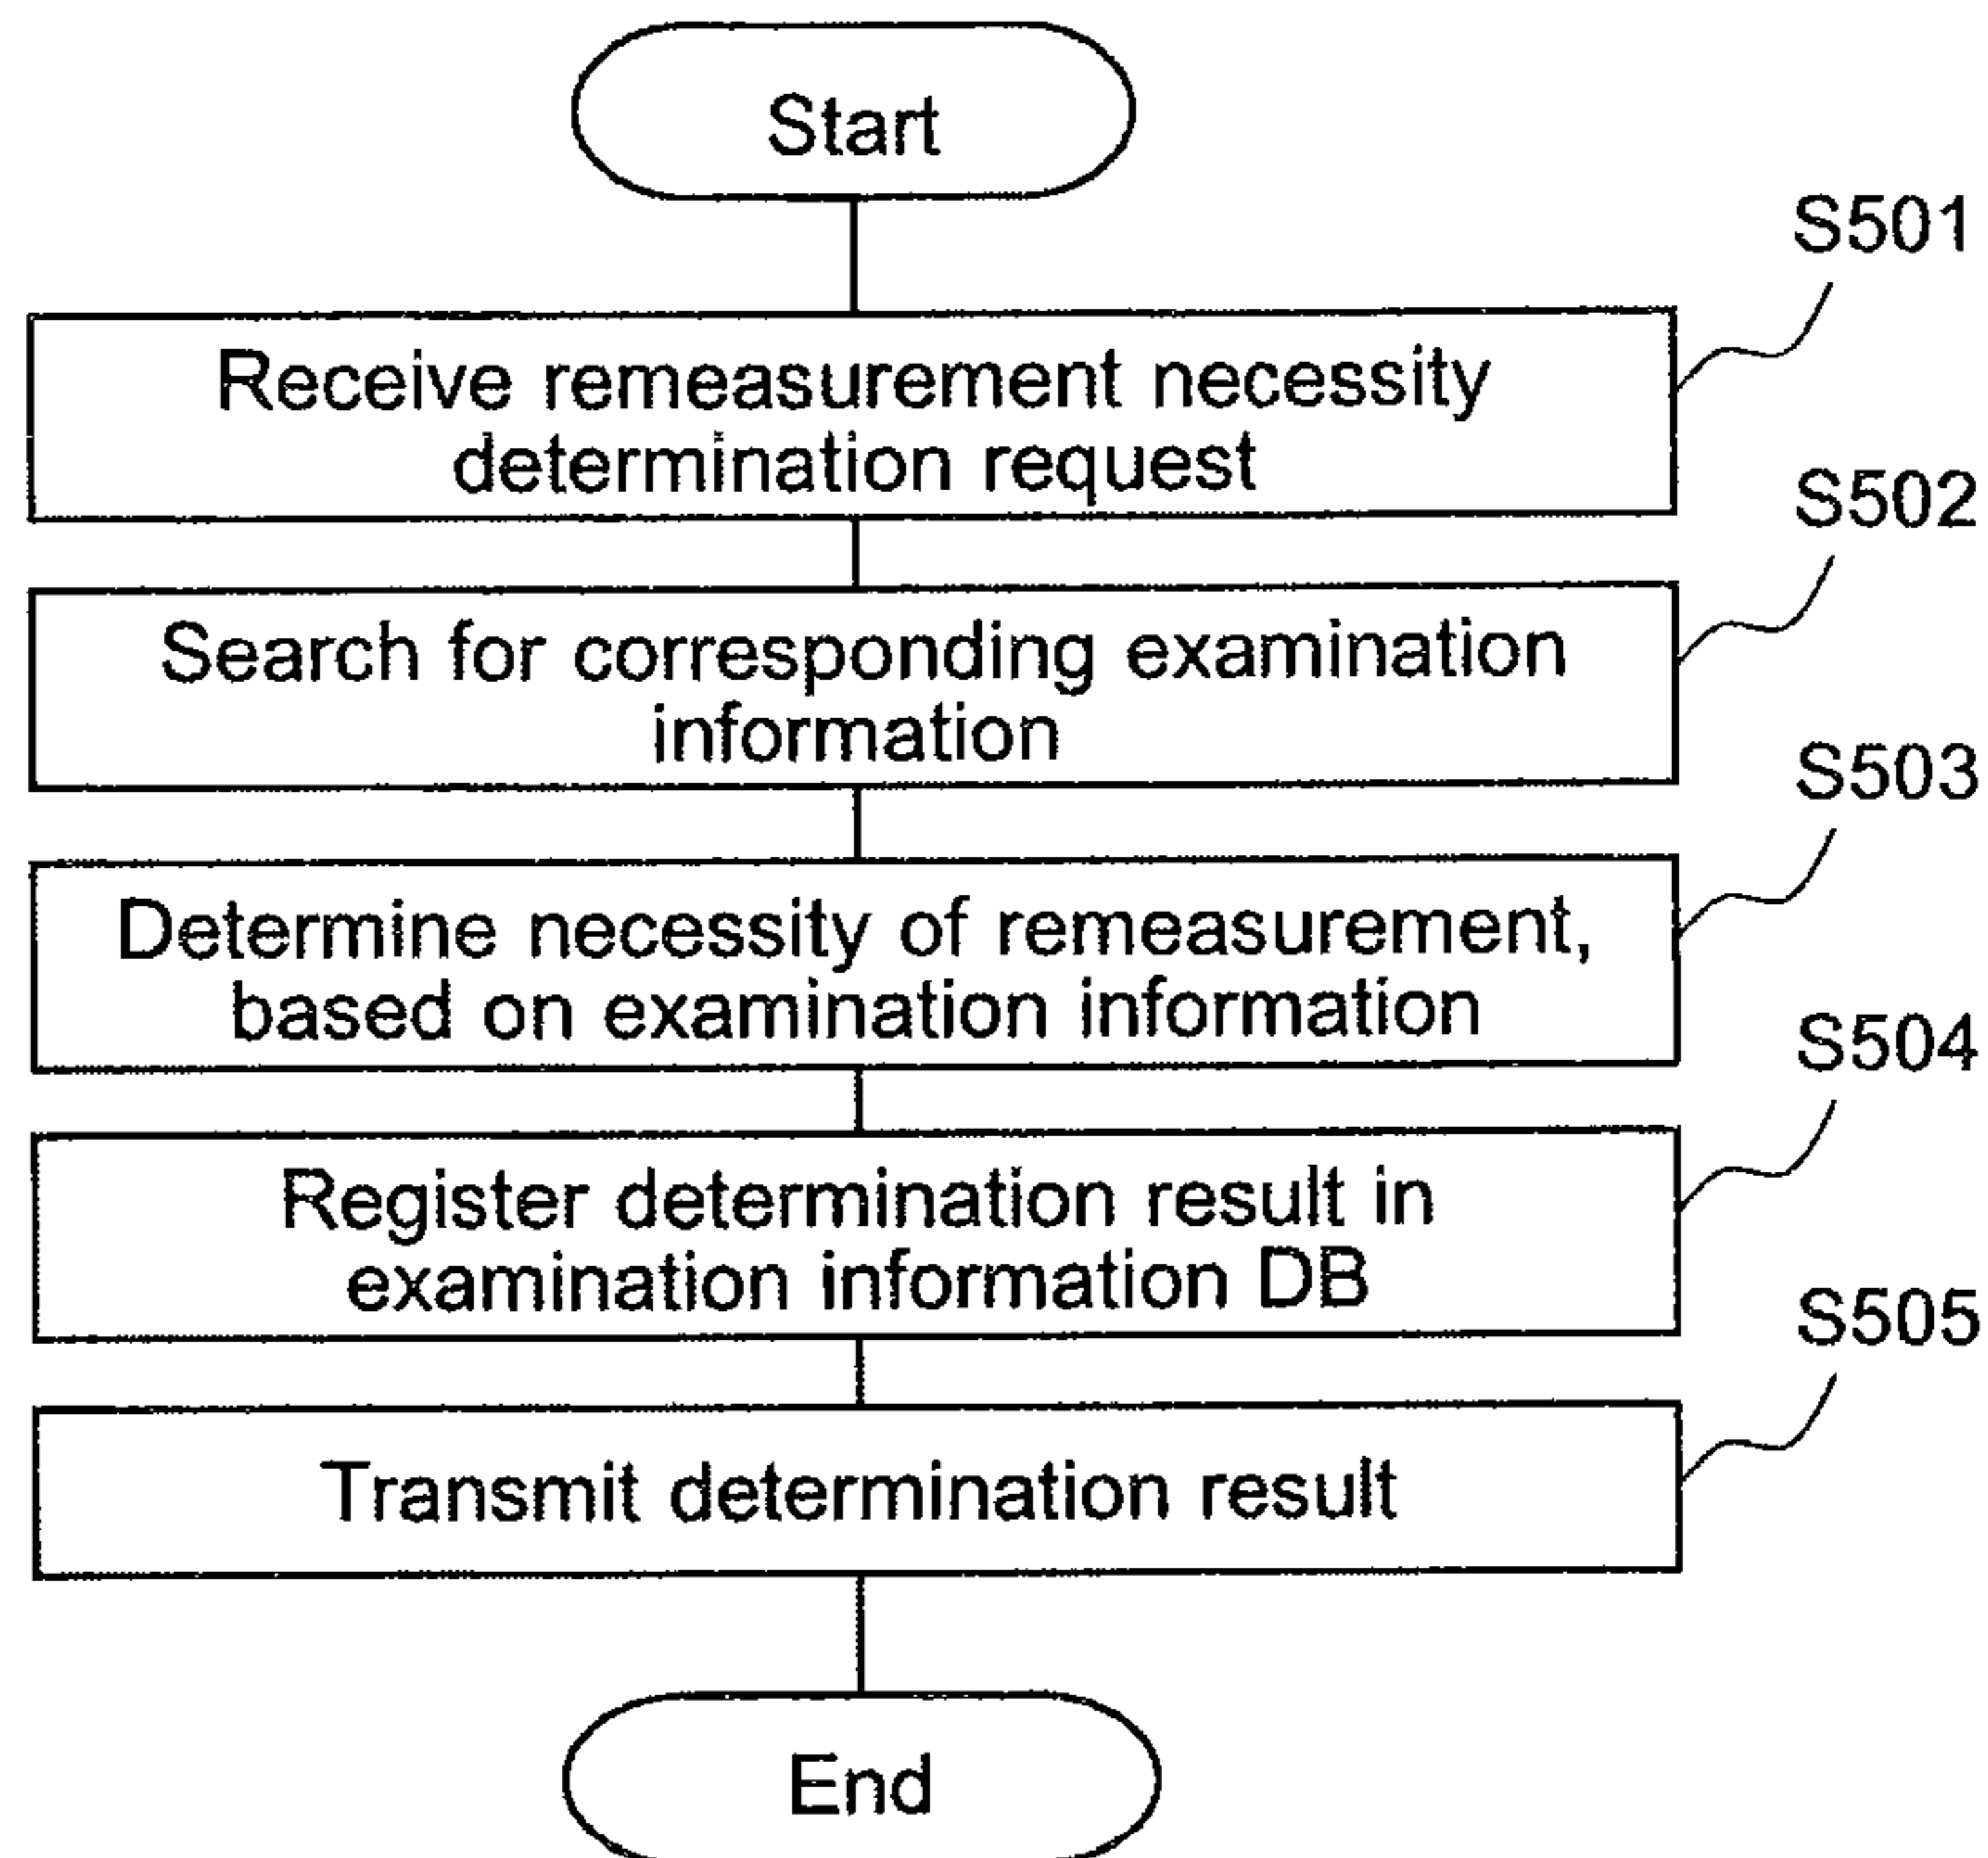 Start
S501
Receive remeasurement necessity
determination request
S502
Search for corresponding examination
information
S503
Determine necessity of remeasurement,
based on examination information
S504
Register determination result in
examination information DB
S505
Transmit determination result
End